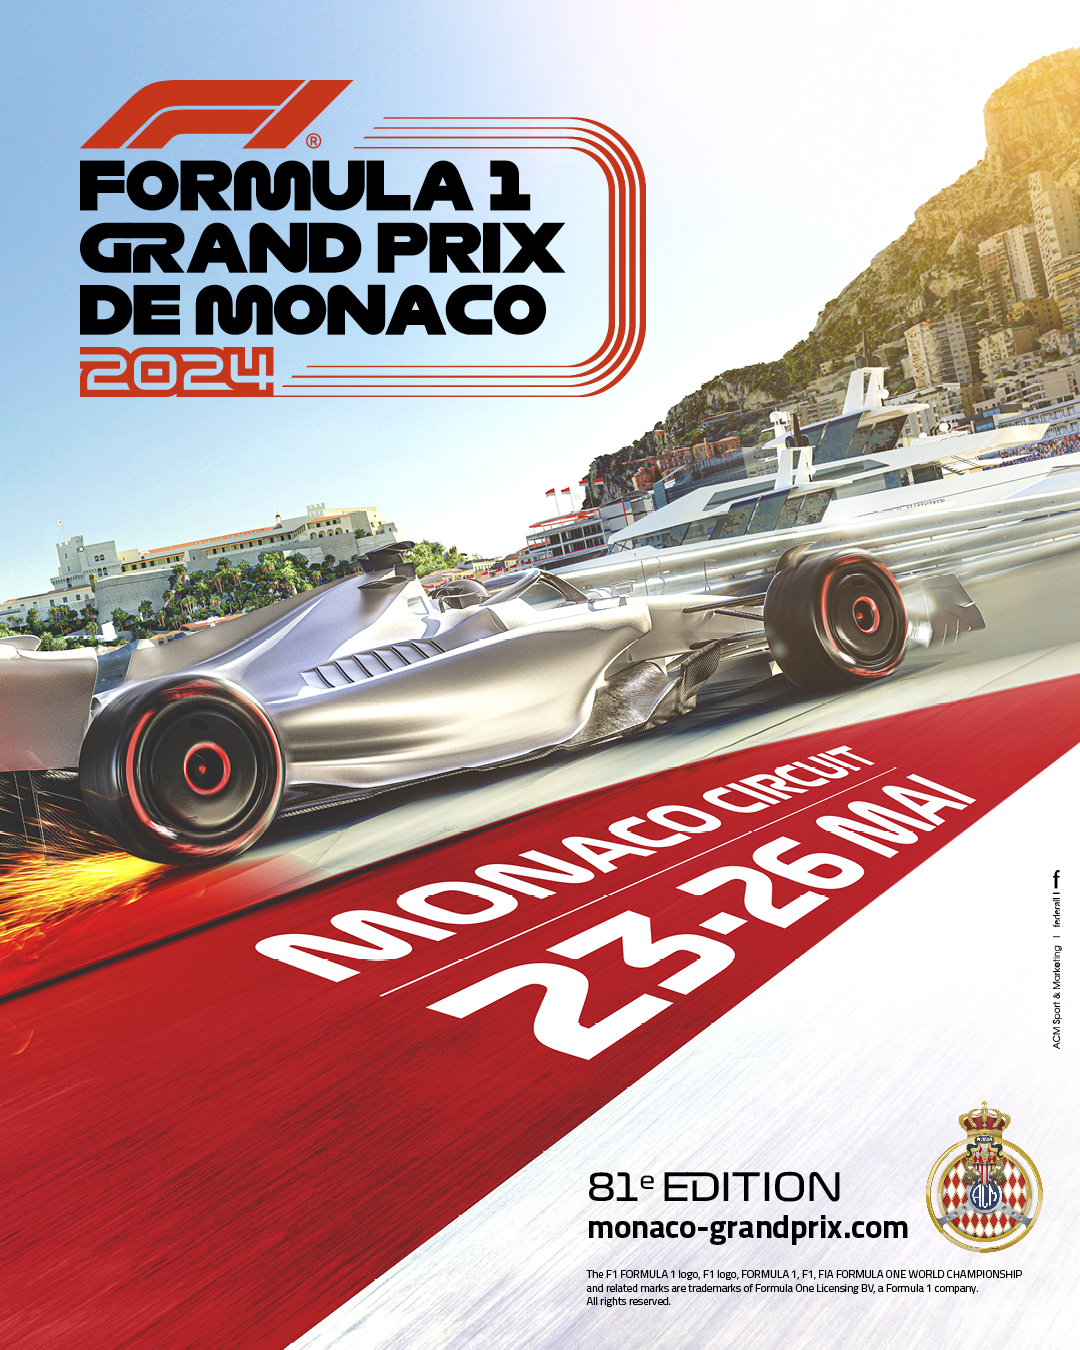 F1®
FORMULA 1
GRAND PRIX
DE MONACO
2024
MONACO CIRCUIT
23-26 MAI
ACM Sport & Marketing | federall | f
81e EDITION
monaco-grandprix.com
ACM
The F1 FORMULA 1 logo, F1 logo, FORMULA 1, F1, FIA FORMULA ONE WORLD CHAMPIONSHIP
and related marks are trademarks of Formula One Licensing BV, a Formula 1 company.
All rights reserved.